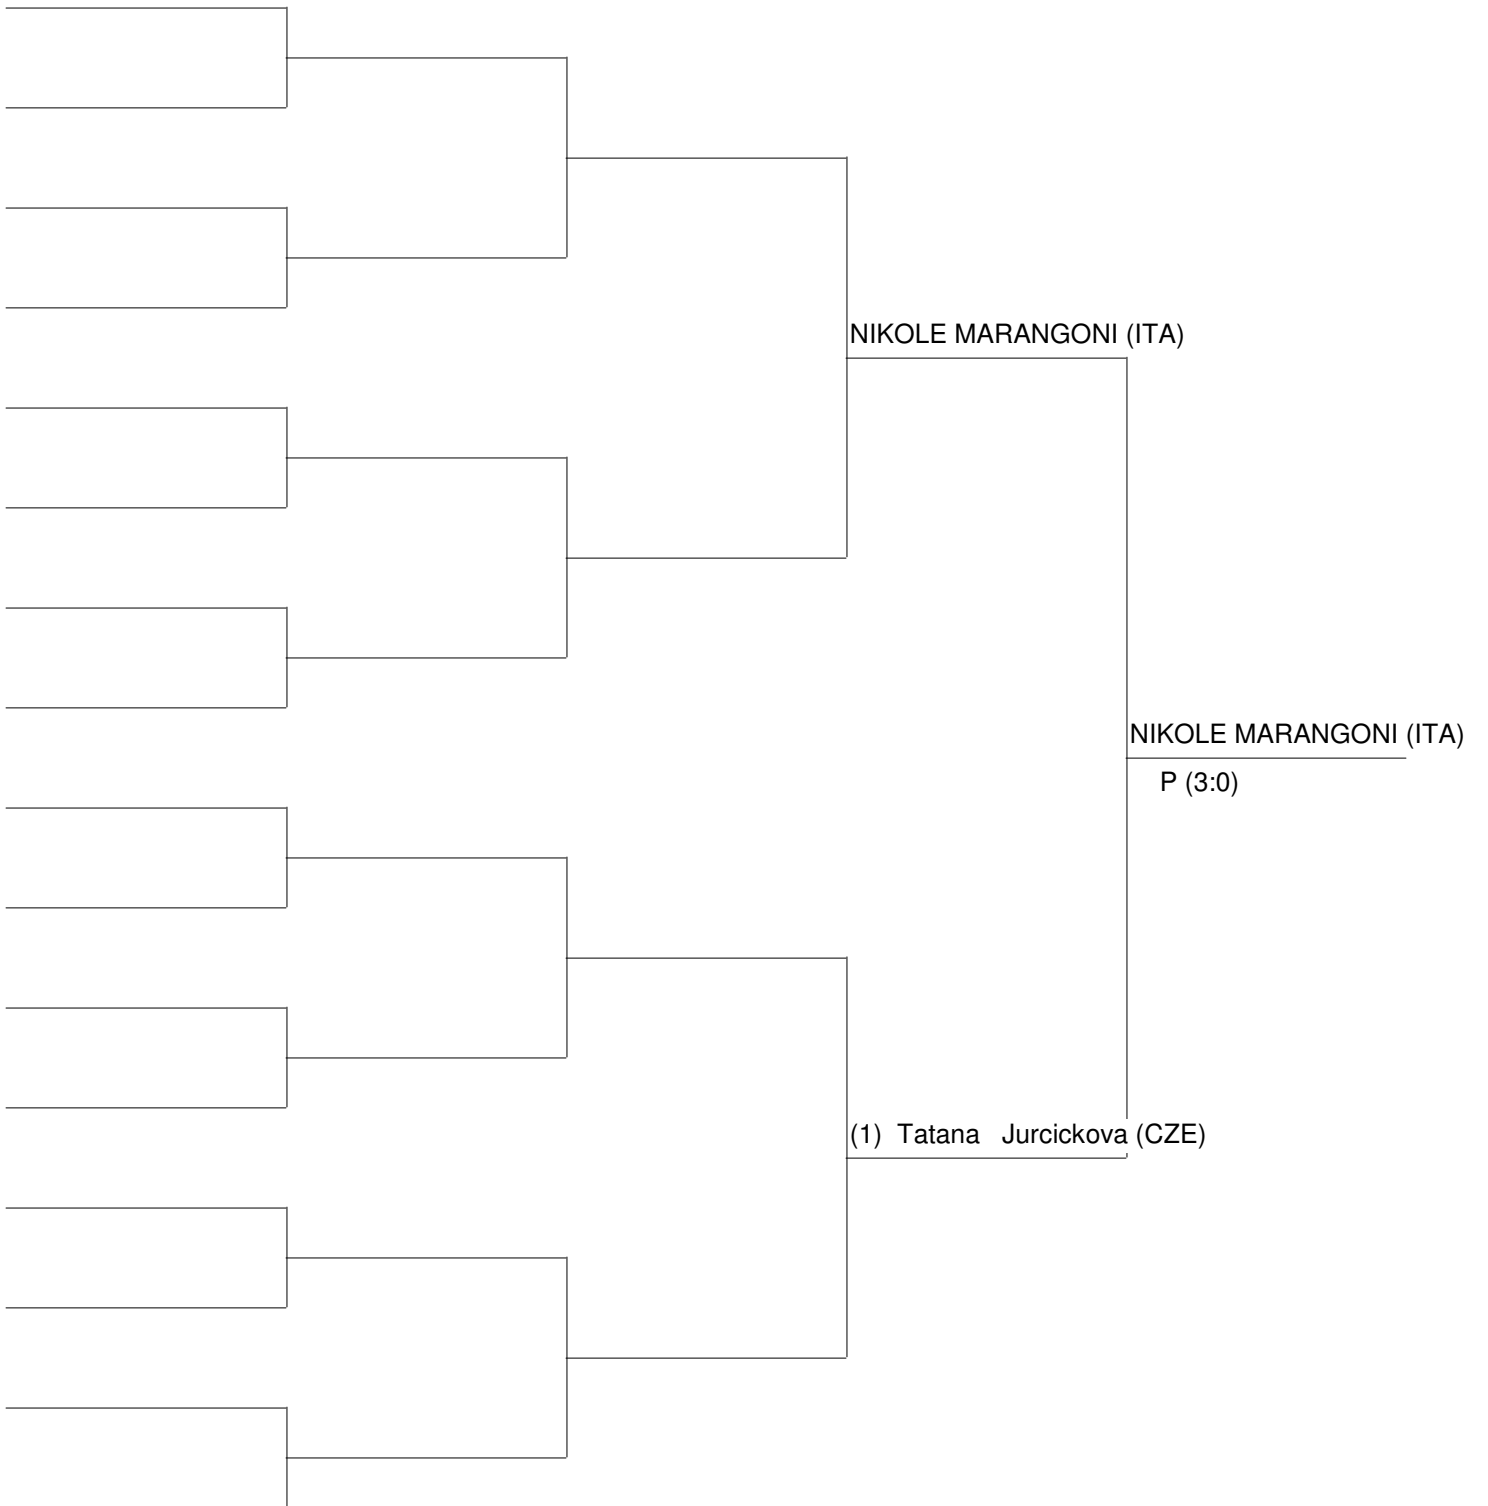 NIKOLE MARANGONI (ITA)
NIKOLE MARANGONI (ITA)
P (3:0)
(1) Tatana Jurcickova (CZE)